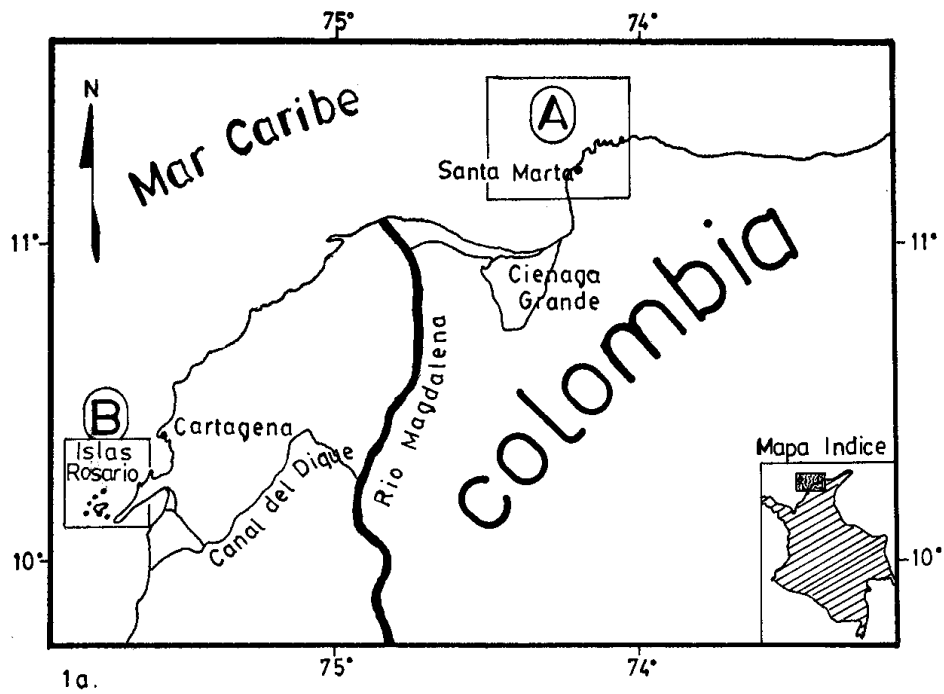 75°
74°
N
Mar Caribe
A
Santa Marta
11°
11°
Cienaga
Grande
colombia
Rio Magdalena
B
Cartagena
Islas
Rosario
Canal del Dique
Mapa Indice
10°
10°
75°
74°
1a.